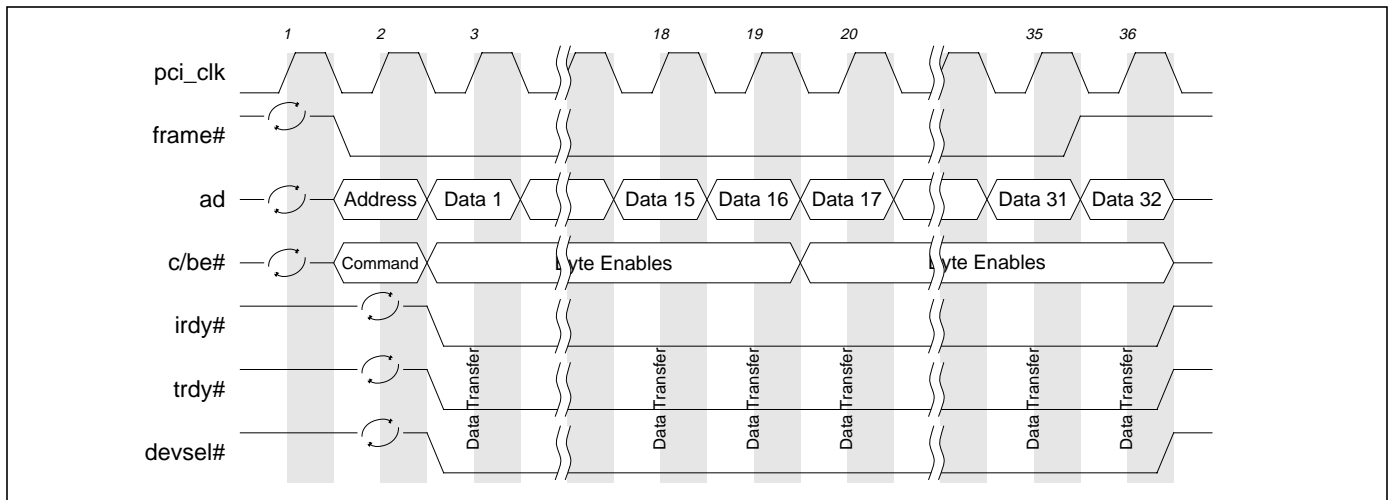 1 2 3 18 19 20 35 36
pci_clk
frame#
ad Address Data 1 Data 15 Data 16 Data 17 Data 31 Data 32
c/be# Command yte Enables yte Enables
irdy#
trdy#
devsel#
Data Transfer
Data Transfer
Data Transfer
Data Transfer
Data Transfer
Data Transfer